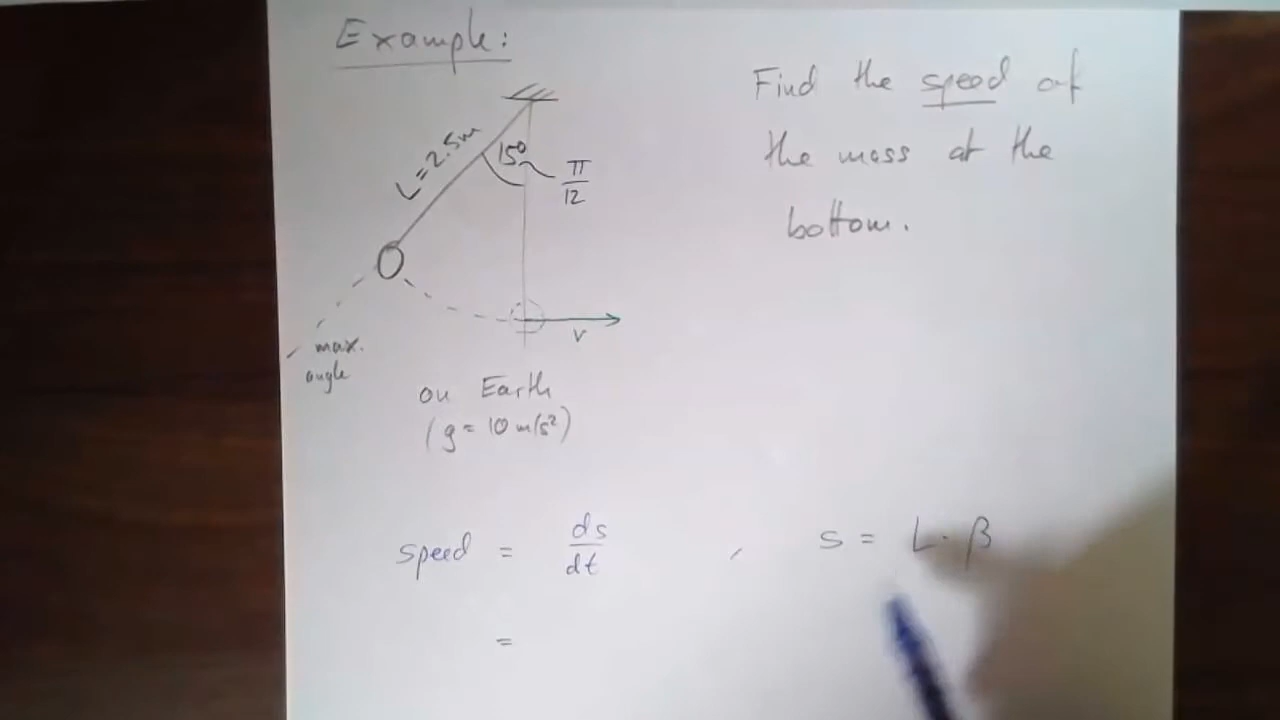 Example:
Find the speed of
the mass at the
bottom.
L = 2.5m
15°
π/12
v
max.
angle
on Earth
(g = 10 m/s²)
speed = ds/dt , s = L · β
=